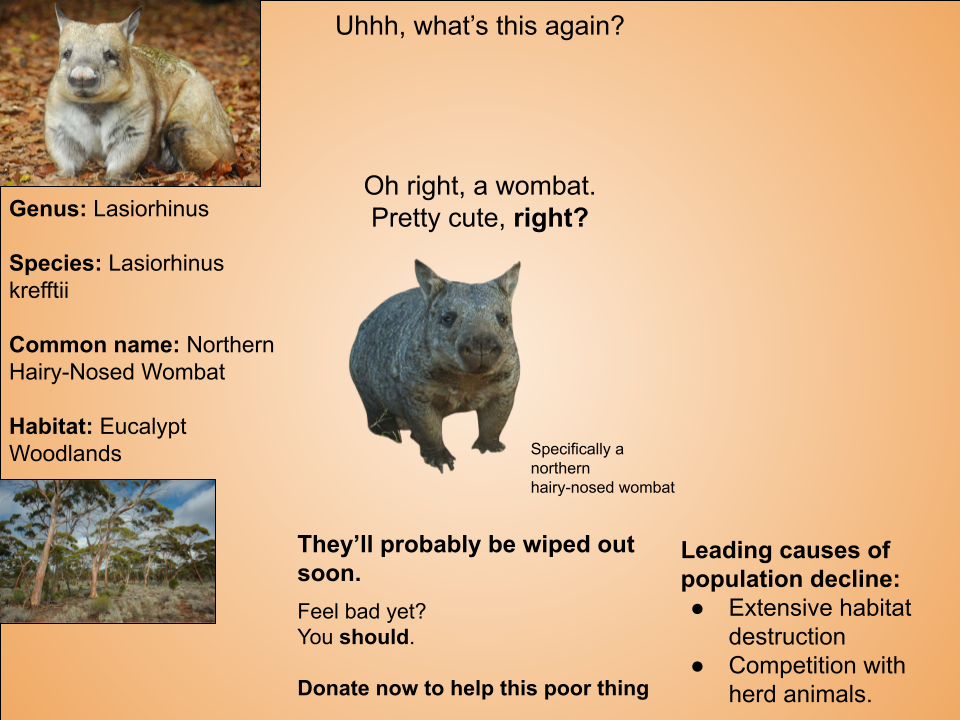 Uhhh, what’s this again?
Oh right, a wombat.
Pretty cute, right?
Genus: Lasiorhinus
Species: Lasiorhinus
krefftii
Common name: Northern
Hairy-Nosed Wombat
Habitat: Eucalypt
Woodlands
Specifically a
northern
hairy-nosed wombat
They’ll probably be wiped out
soon.
Feel bad yet?
You should.
Donate now to help this poor thing
Leading causes of
population decline:
● Extensive habitat
destruction
● Competition with
herd animals.